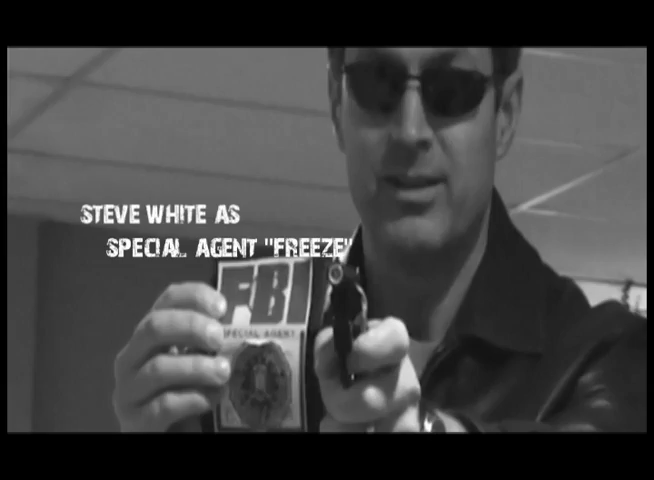 STEVE WHITE AS
SPECIAL AGENT "FREEZE"
FBI
SPECIAL AGENT